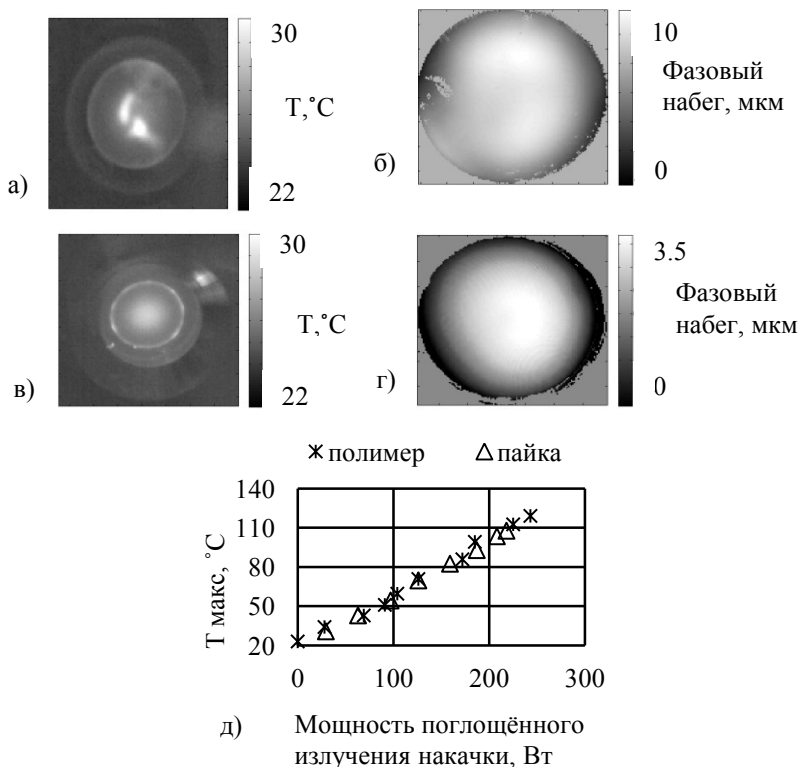 30
Т,˚С
22
а)
10
Фазовый
набег, мкм
0
б)
30
Т,˚С
22
в)
3.5
Фазовый
набег, мкм
0
г)
полимер пайка
140
110
80
50
20
Т макс, ˚С
0 100 200 300
д) Мощность поглощённого
излучения накачки, Вт